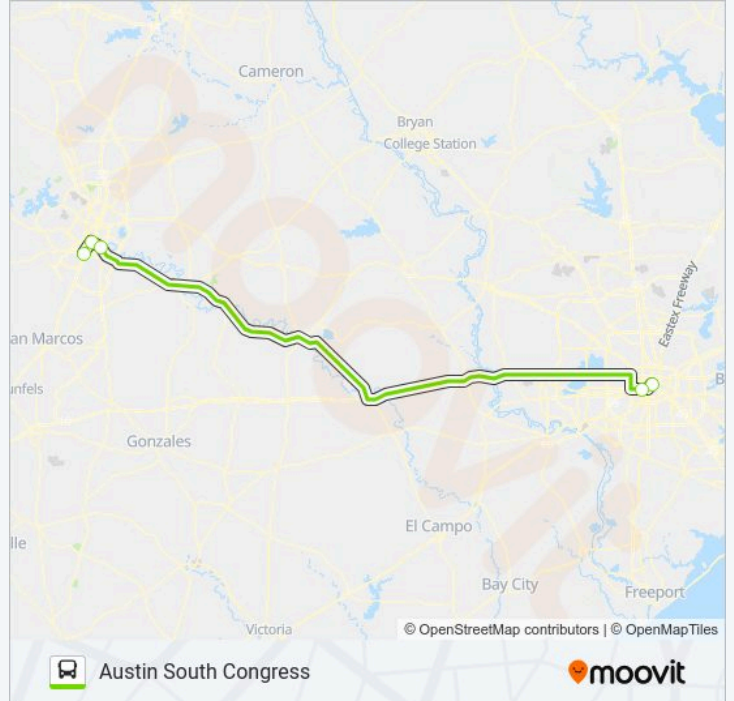 Cameron
Bryan
College Station
Eastex Freeway
an Marcos
B
unfels
Gonzales
lle
El Campo
Bay City
Freeport
Victoria
© OpenStreetMap contributors | © OpenMapTiles
Austin South Congress
moovit
moovit